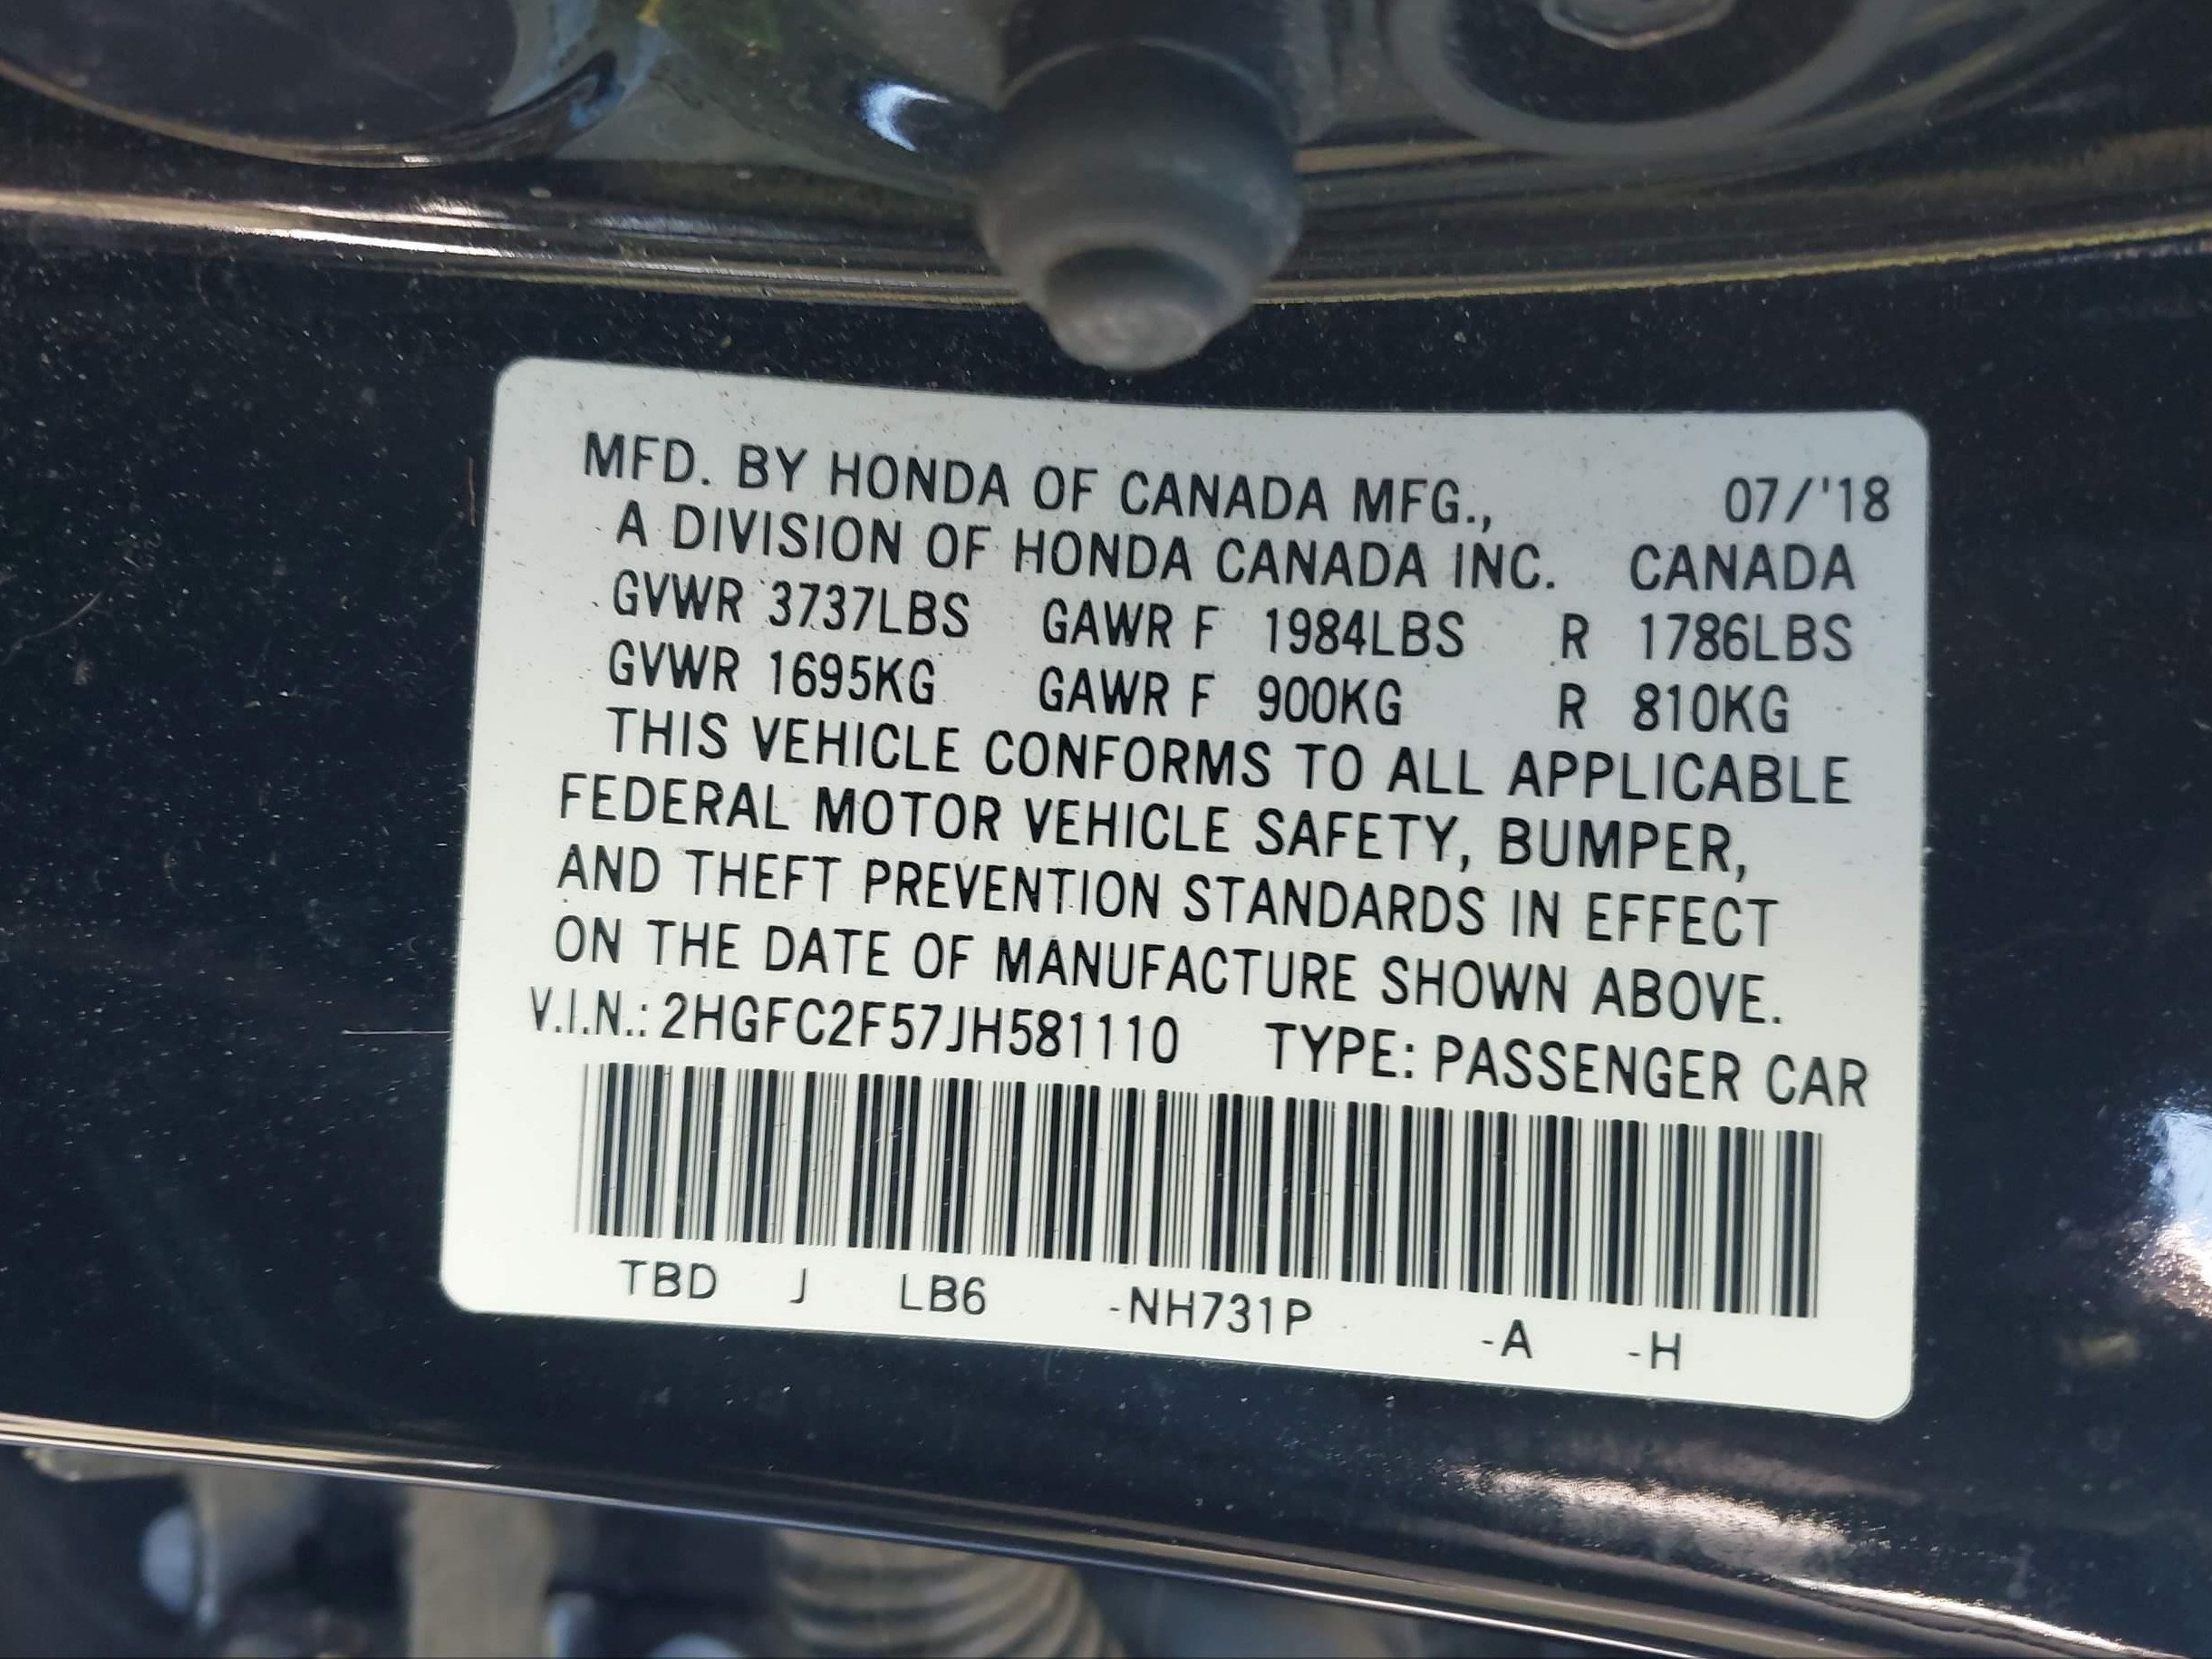 MFD. BY HONDA OF CANADA MFG., 07/'18
A DIVISION OF HONDA CANADA INC. CANADA
GVWR 3737LBS GAWR F 1984LBS R 1786LBS
GVWR 1695KG GAWR F 900KG R 810KG
THIS VEHICLE CONFORMS TO ALL APPLICABLE
FEDERAL MOTOR VEHICLE SAFETY, BUMPER,
AND THEFT PREVENTION STANDARDS IN EFFECT
ON THE DATE OF MANUFACTURE SHOWN ABOVE.
V.I.N.: 2HGFC2F57JH581110 TYPE: PASSENGER CAR
TBD J LB6 -NH731P -A -H